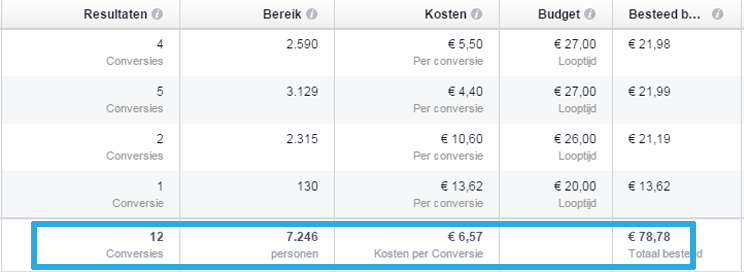 Resultaten Bereik Kosten Budget Besteed b...
4 2.590 € 5,50 € 27,00 € 21,98
Conversies Per conversie Looptijd
5 3.129 € 4,40 € 27,00 € 21,99
Conversies Per conversie Looptijd
2 2.315 € 10,60 € 26,00 € 21,19
Conversies Per conversie Looptijd
1 130 € 13,62 € 20,00 € 13,62
Conversie Per conversie Looptijd
12 7.246 € 6,57 € 78,78
Conversies personen Kosten per Conversie Totaal besteed